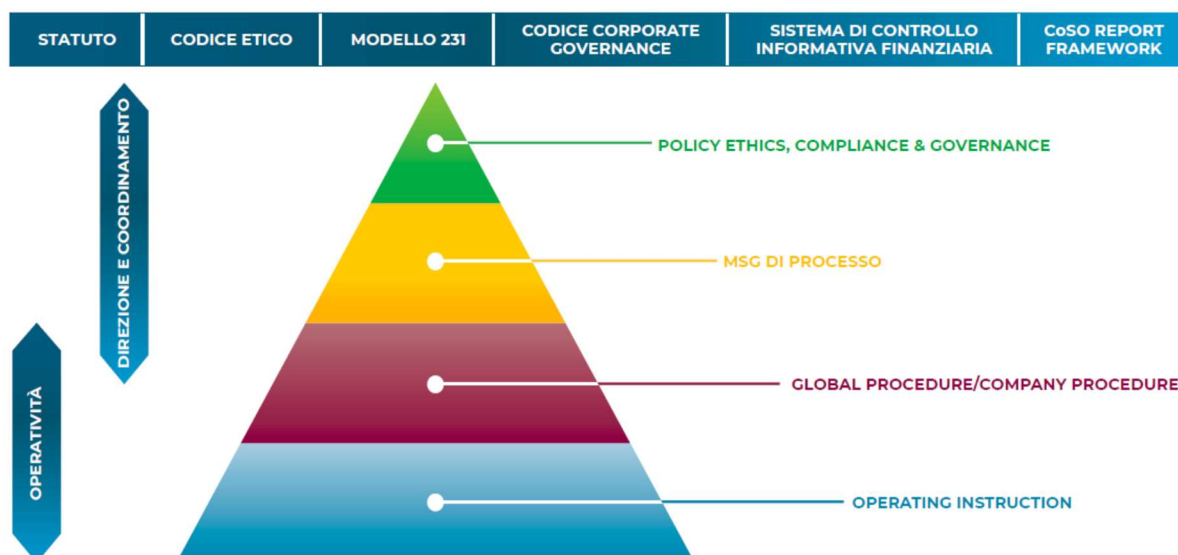 STATUTO
CODICE ETICO
MODELLO 231
CODICE CORPORATE
GOVERNANCE
SISTEMA DI CONTROLLO
INFORMATIVA FINANZIARIA
CoSO REPORT
FRAMEWORK
DIREZIONE E COORDINAMENTO
OPERATIVITÀ
POLICY ETHICS, COMPLIANCE & GOVERNANCE
MSG DI PROCESSO
GLOBAL PROCEDURE/COMPANY PROCEDURE
OPERATING INSTRUCTION